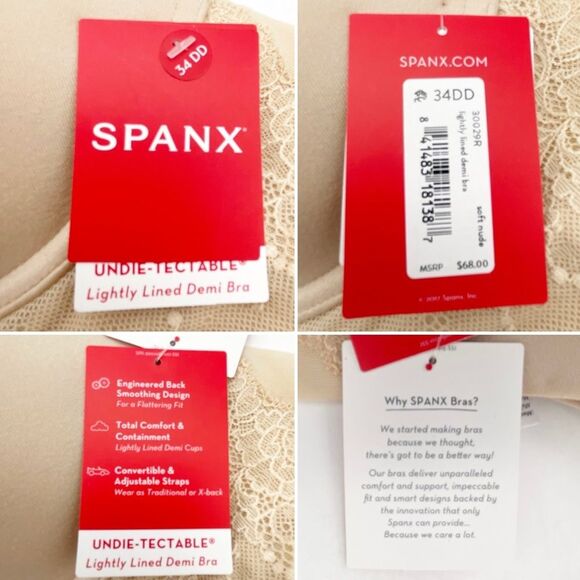 34 DD
SPANX®
UNDIE-TECTABLE®
Lightly Lined Demi Bra
SPANX.COM
34DD
30029R
lightly lined demi bra
soft nude
8 41483 18138 7
MSRP $68.00
© 2017 Spanx, Inc.
Engineered Back
Smoothing Design
For a Flattering Fit
Total Comfort &
Containment
Lightly Lined Demi Cups
Convertible &
Adjustable Straps
Wear as Traditional or X-back
UNDIE-TECTABLE®
Lightly Lined Demi Bra
Why SPANX Bras?
We started making bras
because we thought,
there's got to be a better way!
Our bras deliver unparalleled
comfort and support, impeccable
fit and smart designs backed by
the innovation that only
Spanx can provide...
Because we care a lot.